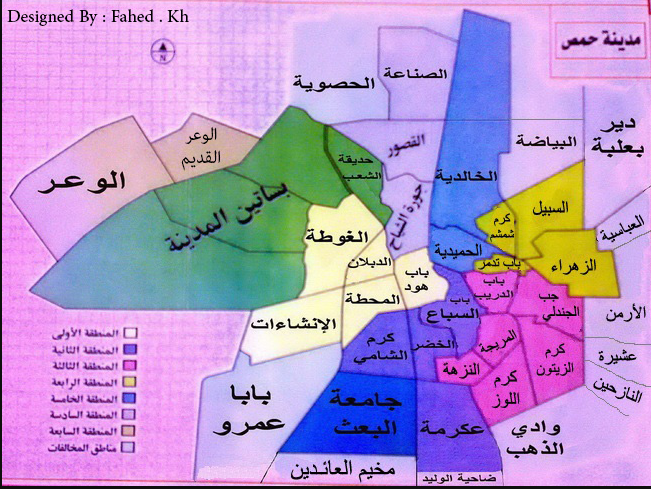 Designed By : Fahed . Kh
مدينة حمص
N
الصناعة
الحصوية
دير
بعلبة
البياضة
القصور
الوعر
القديم
حديقة
الشعب
الخالدية
الوعر
جورة الشياح
السبيل
كرم
شمشم
العباسية
بساتين المدينة
الغوطة
الحميدية
الدبلان
باب تدمر
الزهراء
باب
هود
باب
الدريب
جب
الجندلي
المحطة
باب
السباع
الأرمن
الإنشاءات
كرم
الشامي
الخضر
المريجة
كرم
الزيتون
عشيرة
النزهة
النازحين
كرم
اللوز
بابا
عمرو
جامعة
البعث
عكرمة
وادي
الذهب
مخيم العائدين
ضاحية الوليد
المنطقة الأولى
المنطقة الثانية
المنطقة الثالثة
المنطقة الرابعة
المنطقة الخامسة
المنطقة السادسة
المنطقة السابعة
مناطق المخالفات